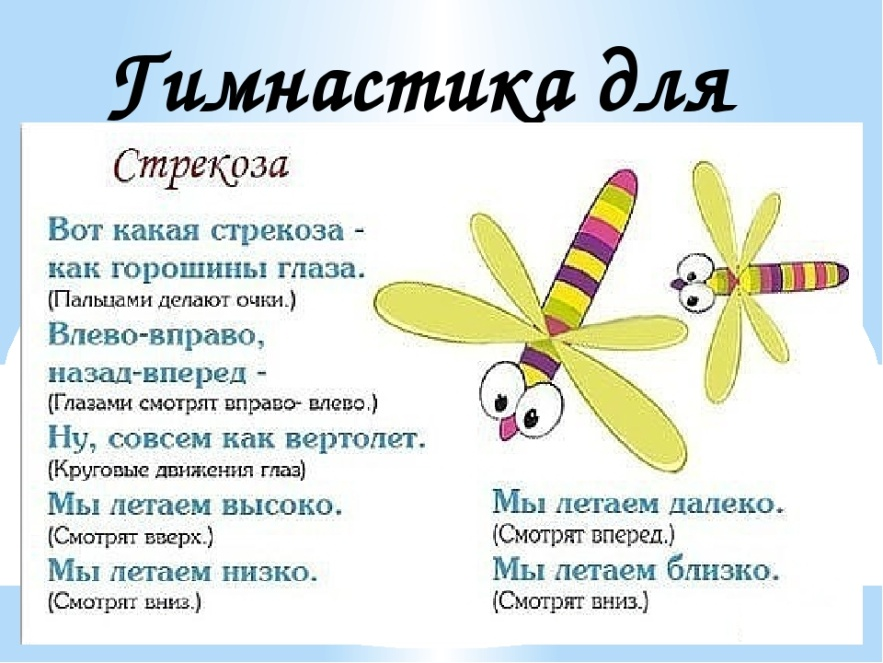 Гимнастика для
Стрекоза
Вот какая стрекоза -
как горошины глаза.
(Пальцами делают очки.)
Влево-вправо,
назад-вперед -
(Глазами смотрят вправо- влево.)
Ну, совсем как вертолет.
(Круговые движения глаз)
Мы летаем высоко.
(Смотрят вверх.)
Мы летаем низко.
(Смотрят вниз.)
Мы летаем далеко.
(Смотрят вперед.)
Мы летаем близко.
(Смотрят вниз.)